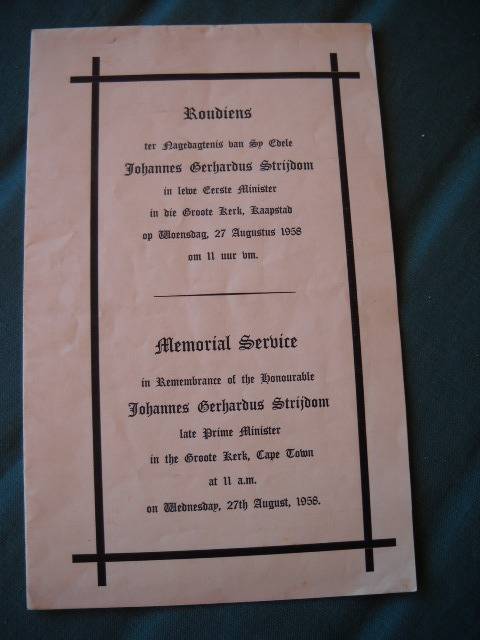 Roudiens
ter Nagedagtenis van Sy Edele
Johannes Gerhardus Strijdom
in lewe Eerste Minister
in die Groote Kerk, Kaapstad
op Woensdag, 27 Augustus 1958
om 11 uur vm.
Memorial Service
in Remembrance of the Honourable
Johannes Gerhardus Strijdom
late Prime Minister
in the Groote Kerk, Cape Town
at 11 a.m.
on Wednesday, 27th August, 1958.